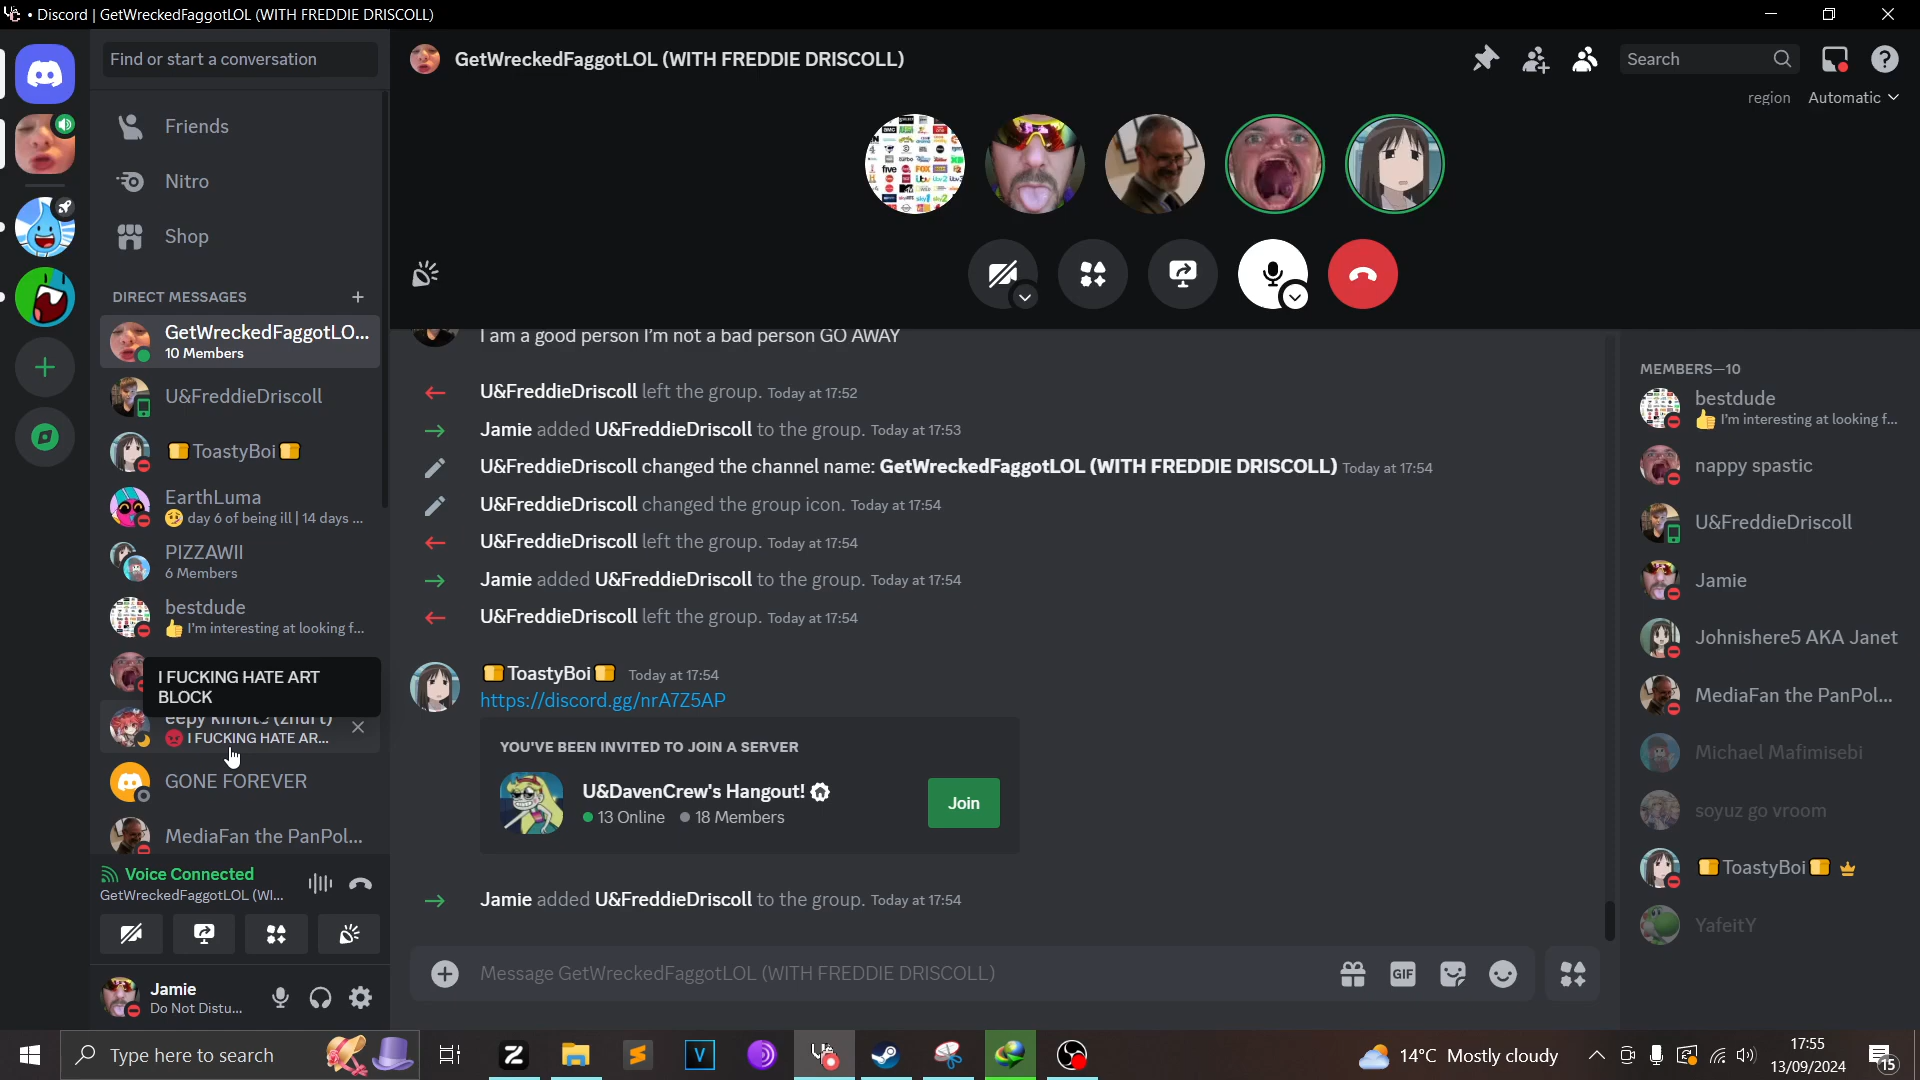 • Discord | GetWreckedFaggotLOL (WITH FREDDIE DRISCOLL)
Find or start a conversation
Friends
Nitro
Shop
DIRECT MESSAGES
GetWreckedFaggotLO...
10 Members
U&FreddieDriscoll
🍞ToastyBoi🍞
EarthLuma
🤒 day 6 of being ill | 14 days ...
PIZZAWII
6 Members
bestdude
👍 I'm interesting at looking f...
I FUCKING HATE ART
BLOCK
😡 I FUCKING HATE AR...
GONE FOREVER
MediaFan the PanPol...
Voice Connected
GetWreckedFaggotLOL (WI...
Jamie
Do Not Distu...
GetWreckedFaggotLOL (WITH FREDDIE DRISCOLL)
Search
region Automatic
I am a good person I'm not a bad person GO AWAY
U&FreddieDriscoll left the group. Today at 17:52
Jamie added U&FreddieDriscoll to the group. Today at 17:53
U&FreddieDriscoll changed the channel name: GetWreckedFaggotLOL (WITH FREDDIE DRISCOLL) Today at 17:54
U&FreddieDriscoll changed the group icon. Today at 17:54
U&FreddieDriscoll left the group. Today at 17:54
Jamie added U&FreddieDriscoll to the group. Today at 17:54
U&FreddieDriscoll left the group. Today at 17:54
🍞ToastyBoi🍞 Today at 17:54
https://discord.gg/nrA7Z5AP
YOU'VE BEEN INVITED TO JOIN A SERVER
U&DavenCrew's Hangout!
13 Online 18 Members
Join
Jamie added U&FreddieDriscoll to the group. Today at 17:54
Message GetWreckedFaggotLOL (WITH FREDDIE DRISCOLL)
GIF
MEMBERS—10
bestdude
👍 I'm interesting at looking f...
nappy spastic
U&FreddieDriscoll
Jamie
Johnishere5 AKA Janet
MediaFan the PanPol...
Michael Mafimisebi
soyuz go vroom
🍞ToastyBoi🍞
YafeitY
Type here to search
14°C Mostly cloudy
17:55
13/09/2024
15